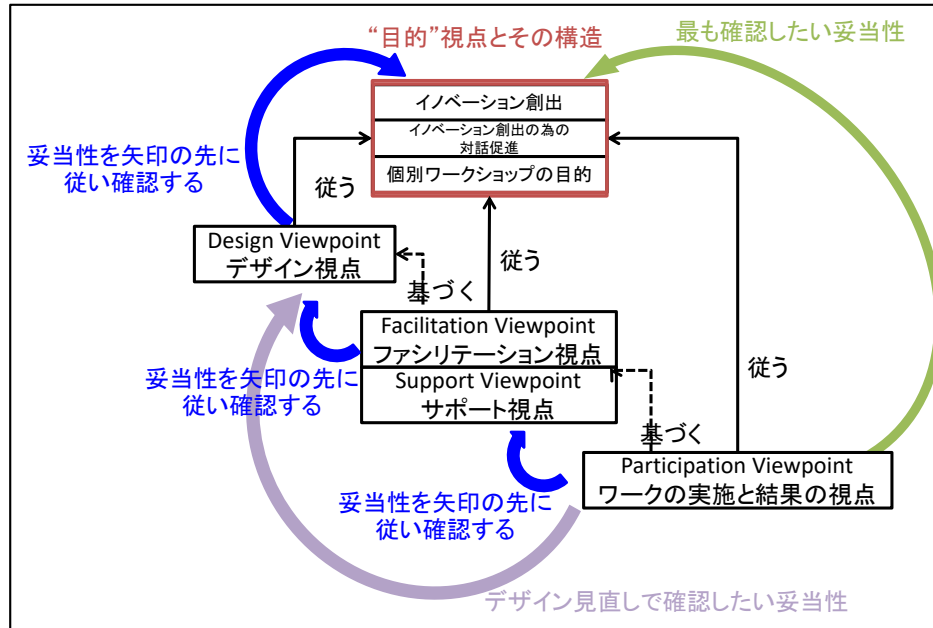 “目的”視点とその構造
最も確認したい妥当性
イノベーション創出
イノベーション創出の為の
対話促進
個別ワークショップの目的
妥当性を矢印の先に
従い確認する
従う
Design Viewpoint
デザイン視点
従う
基づく
Facilitation Viewpoint
ファシリテーション視点
Support Viewpoint
サポート視点
従う
妥当性を矢印の先に
従い確認する
基づく
Participation Viewpoint
ワークの実施と結果の視点
妥当性を矢印の先に
従い確認する
デザイン見直しで確認したい妥当性